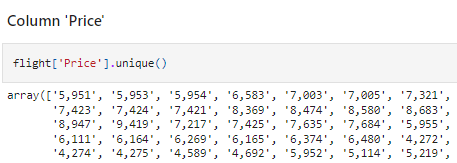 Column 'Price'
flight['Price'].unique()
array(['5,951', '5,953', '5,954', '6,583', '7,003', '7,005', '7,321',
'7,423', '7,424', '7,421', '8,369', '8,474', '8,580', '8,683',
'8,947', '9,419', '7,217', '7,425', '7,635', '7,684', '5,955',
'6,111', '6,164', '6,269', '6,165', '6,374', '6,480', '4,272',
'4,274', '4,275', '4,589', '4,692', '5,952', '5,114', '5,219',